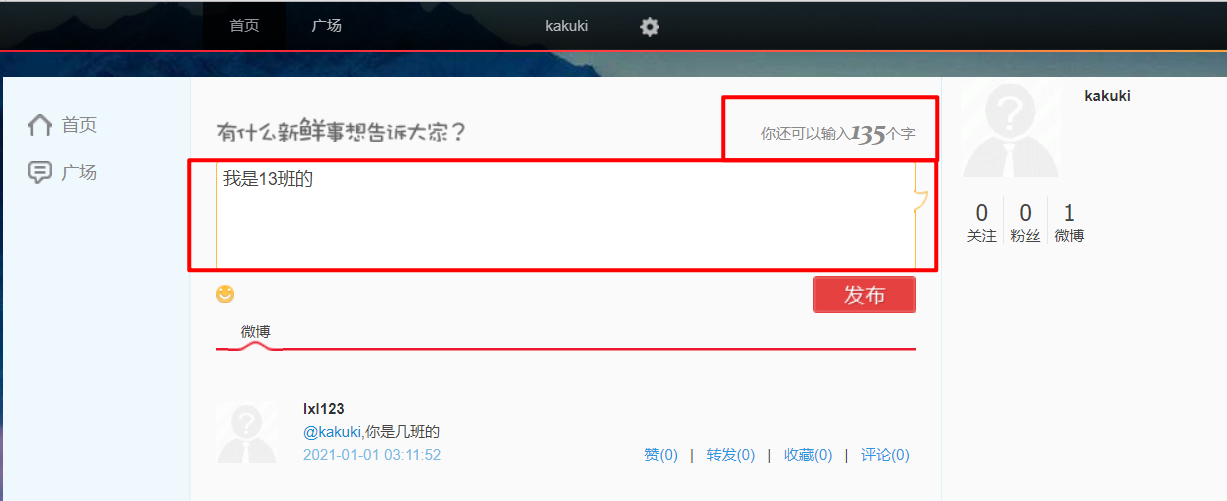 首页 广场 kakuki
首页
广场
有什么新鲜事想告诉大家？
你还可以输入135个字
我是13班的
发布
微博
lxl123
@kakuki,你是几班的
2021-01-01 03:11:52
赞(0) | 转发(0) | 收藏(0) | 评论(0)
kakuki
0 0 1
关注 粉丝 微博